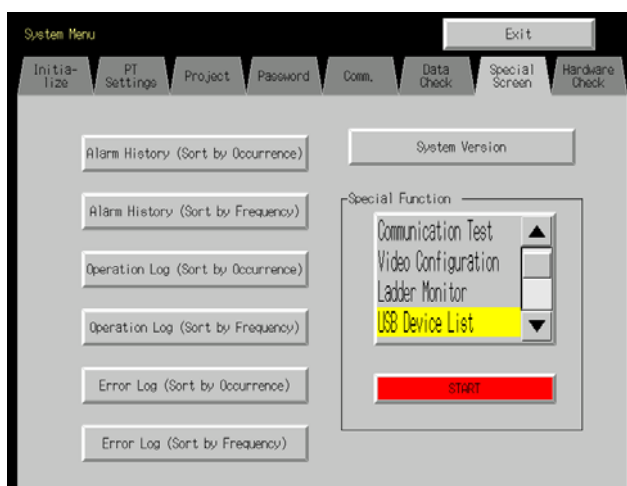 System Menu
Exit
Initia-
lize
PT
Settings
Project
Password
Comm.
Data
Check
Special
Screen
Hardware
Check
Alarm History (Sort by Occurrence)
Alarm History (Sort by Frequency)
Operation Log (Sort by Occurrence)
Operation Log (Sort by Frequency)
Error Log (Sort by Occurrence)
Error Log (Sort by Frequency)
System Version
Special Function
Communication Test
Video Configuration
Ladder Monitor
USB Device List
START